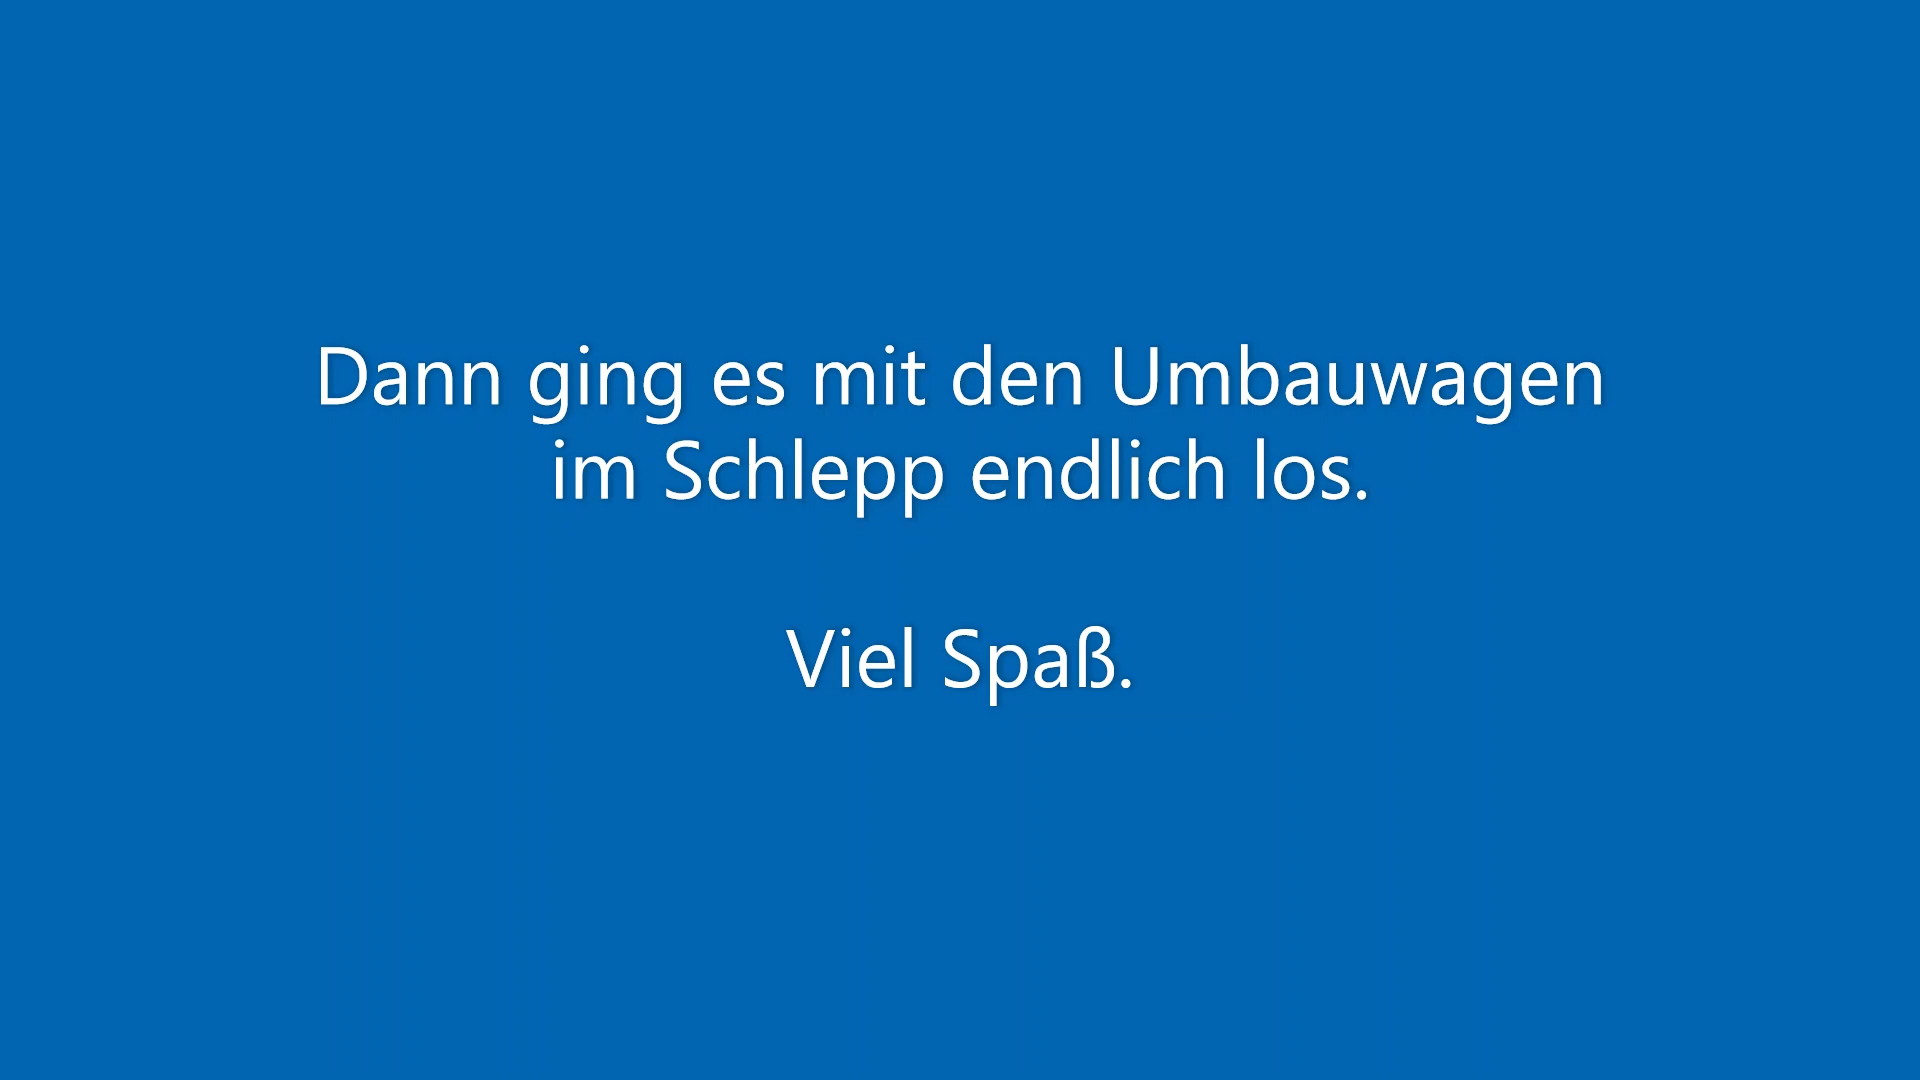 Dann ging es mit den Umbauwagen
im Schlepp endlich los.
Viel Spaß.